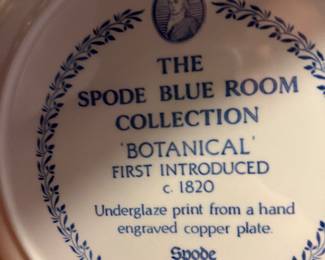 THE
SPODE BLUE ROOM
COLLECTION
'BOTANICAL'
FIRST INTRODUCED
c. 1820
Underglaze print from a hand
engraved copper plate.
Spode